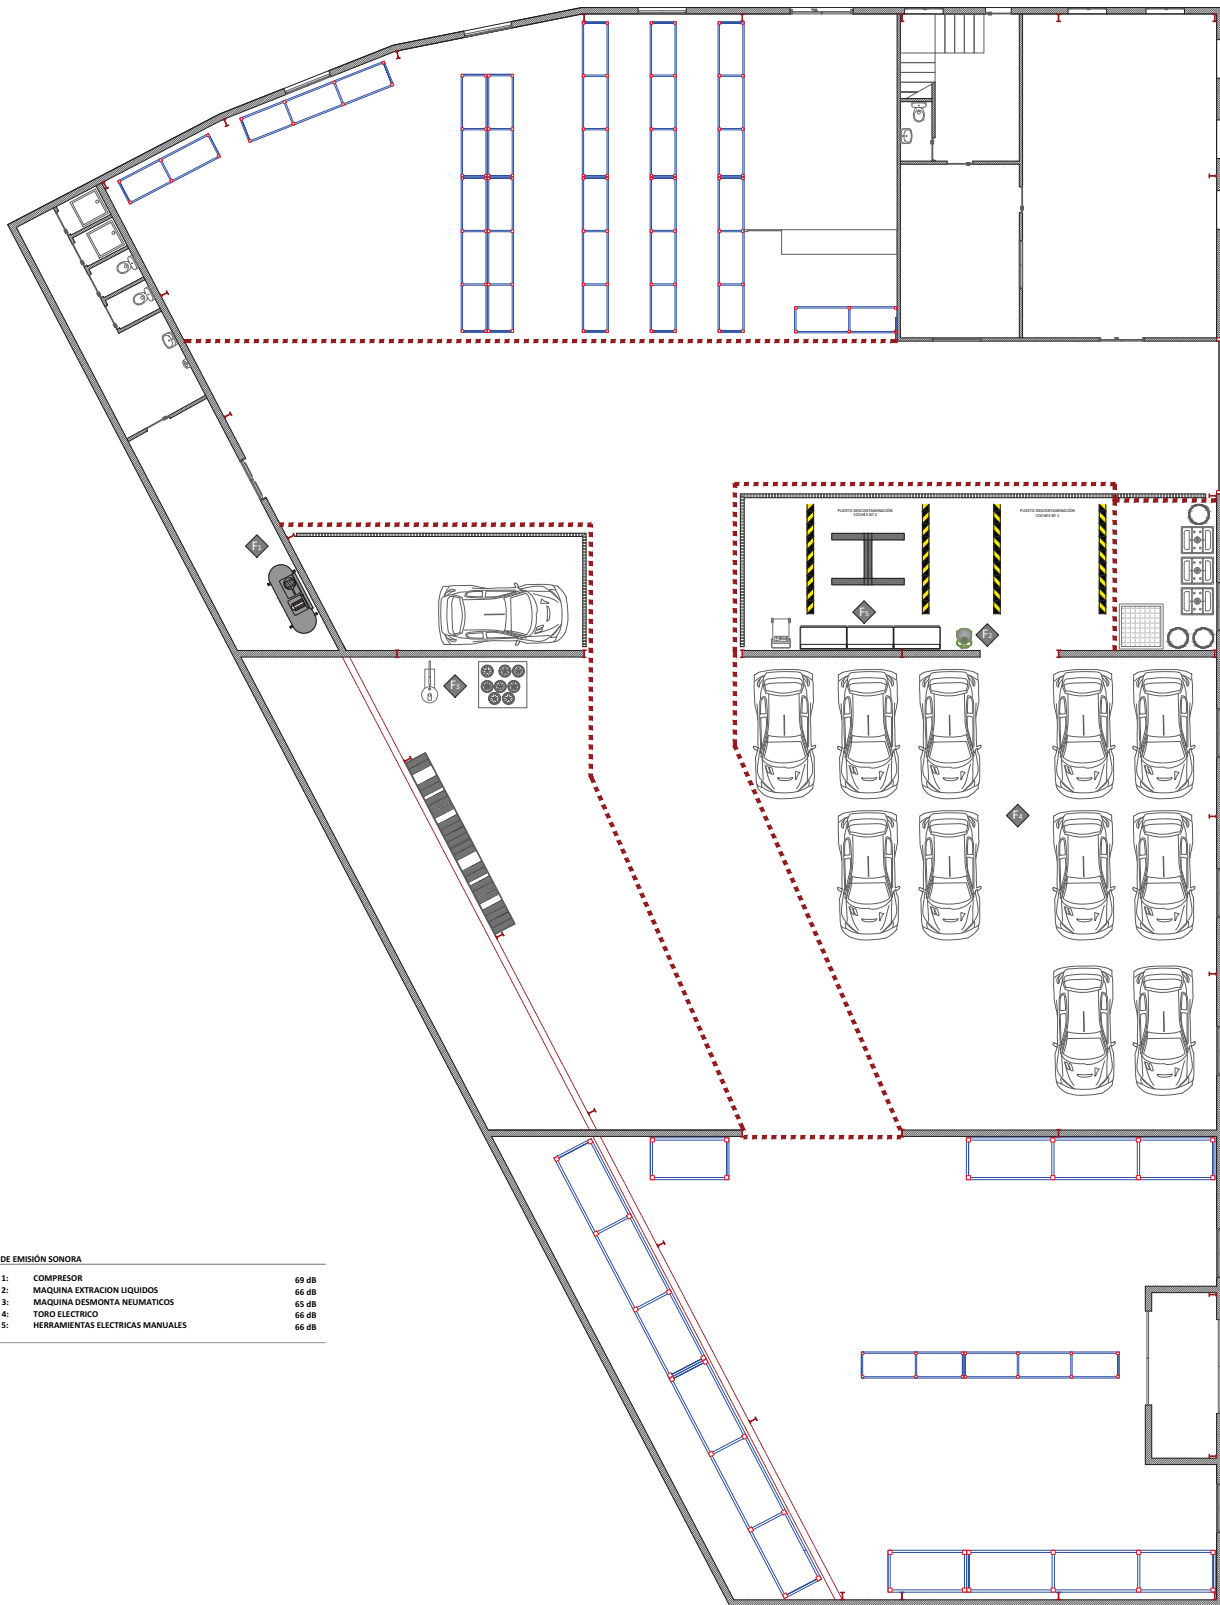 PUESTO DESCONTAMINACIÓN
COCHES Nº 2
PUESTO DESCONTAMINACIÓN
COCHES Nº 1
F1
F5
F2
F3
F4
DE EMISIÓN SONORA
1: COMPRESOR 69 dB
2: MAQUINA EXTRACION LIQUIDOS 66 dB
3: MAQUINA DESMONTA NEUMATICOS 65 dB
4: TORO ELECTRICO 66 dB
5: HERRAMIENTAS ELECTRICAS MANUALES 66 dB